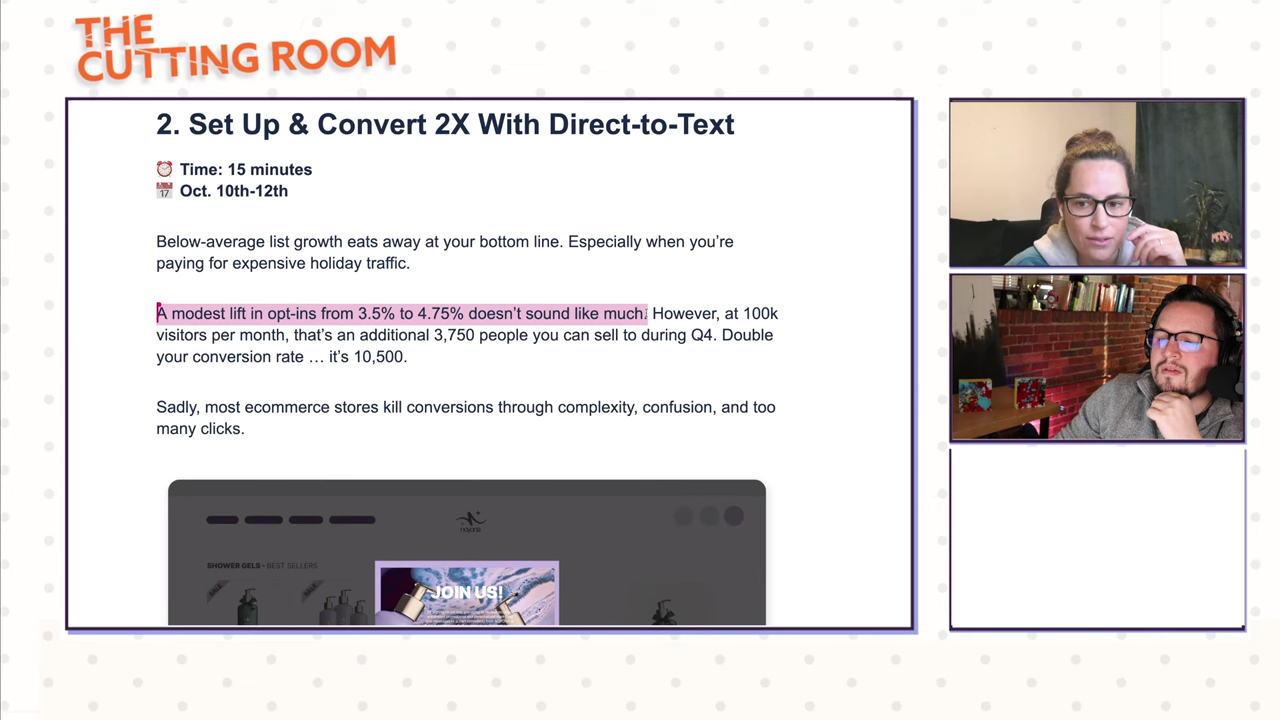 THE
CUTTING ROOM
2. Set Up & Convert 2X With Direct-to-Text
Time: 15 minutes
17 Oct. 10th-12th
Below-average list growth eats away at your bottom line. Especially when you’re
paying for expensive holiday traffic.
A modest lift in opt-ins from 3.5% to 4.75% doesn’t sound like much. However, at 100k
visitors per month, that’s an additional 3,750 people you can sell to during Q4. Double
your conversion rate … it’s 10,500.
Sadly, most ecommerce stores kill conversions through complexity, confusion, and too
many clicks.
SHOWER GELS - BEST SELLERS
SALE
SALE
JOIN US!